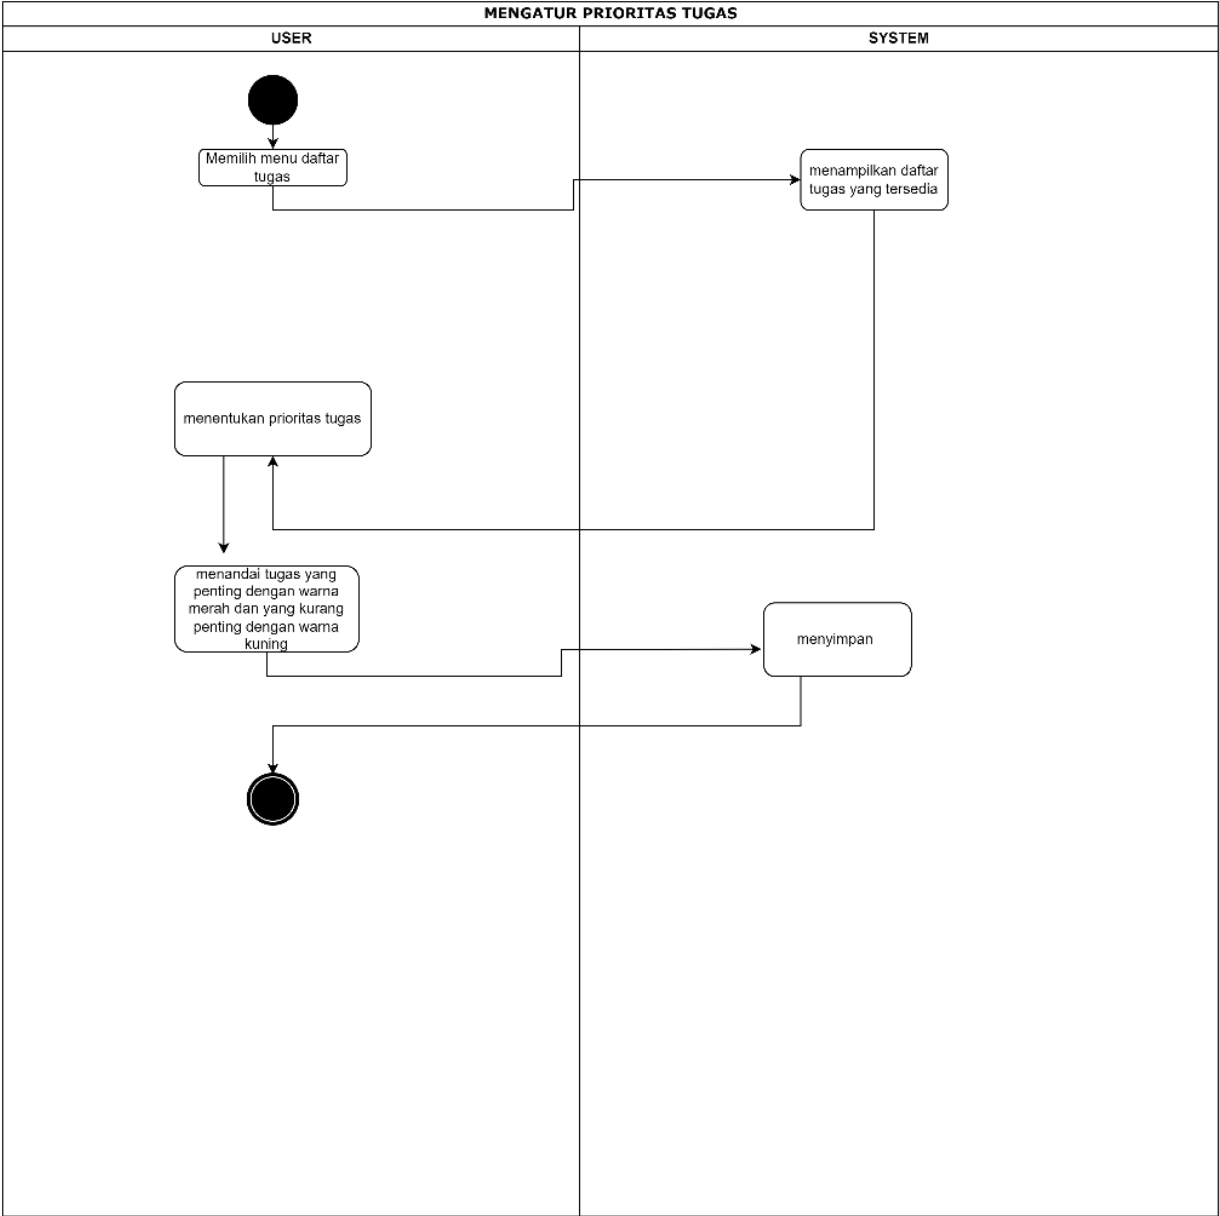 MENGATUR PRIORITAS TUGAS
USER
SYSTEM
Memilih menu daftar
tugas
menampilkan daftar
tugas yang tersedia
menentukan prioritas tugas
menandai tugas yang
penting dengan warna
merah dan yang kurang
penting dengan warna
kuning
menyimpan